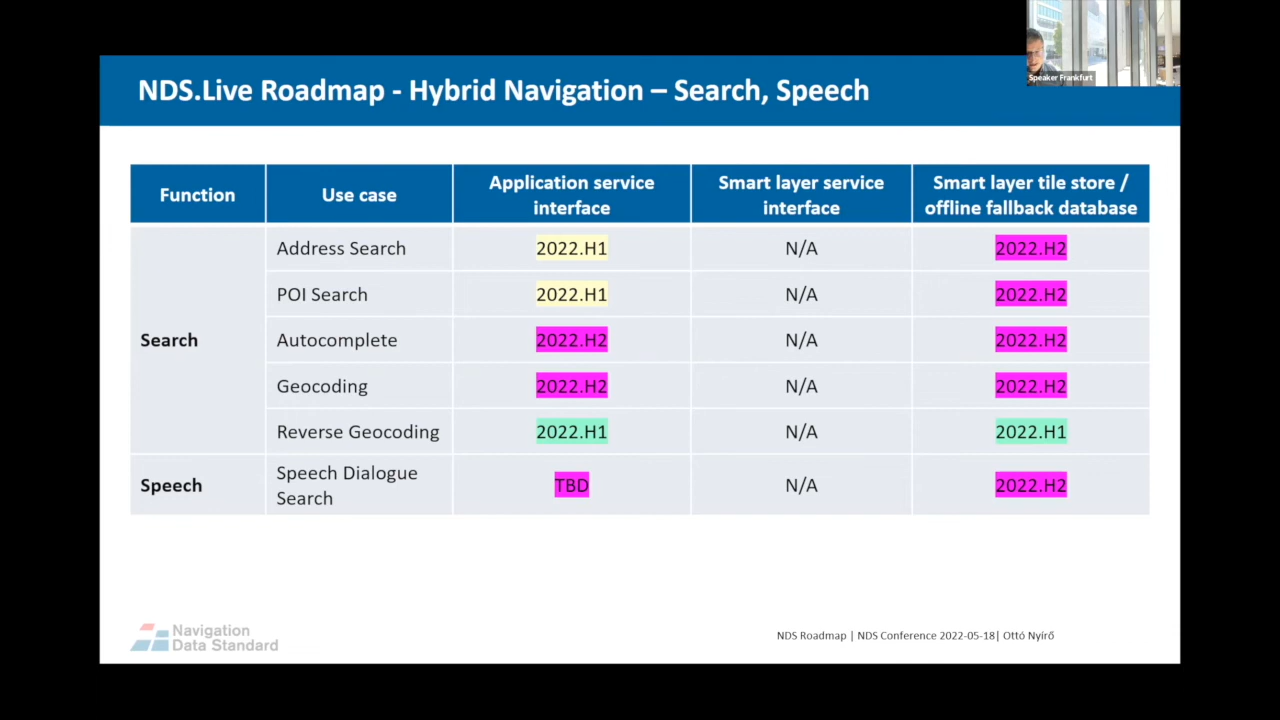 Speaker Frankfurt
NDS.Live Roadmap - Hybrid Navigation – Search, Speech
Function
Use case
Application service
interface
Smart layer service
interface
Smart layer tile store /
offline fallback database
Search
Address Search
2022.H1
N/A
2022.H2
POI Search
2022.H1
N/A
2022.H2
Autocomplete
2022.H2
N/A
2022.H2
Geocoding
2022.H2
N/A
2022.H2
Reverse Geocoding
2022.H1
N/A
2022.H1
Speech
Speech Dialogue
Search
TBD
N/A
2022.H2
Navigation
Data Standard
NDS Roadmap | NDS Conference 2022-05-18| Ottó Nyírő